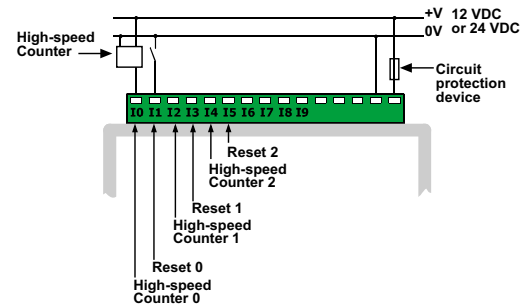 +V 12 VDC
0V or 24 VDC
High-speed
Counter
Circuit
protection
device
I0 I1 I2 I3 I4 I5 I6 I7 I8 I9
Reset 2
High-speed
Counter 2
Reset 1
High-speed
Counter 1
Reset 0
High-speed
Counter 0